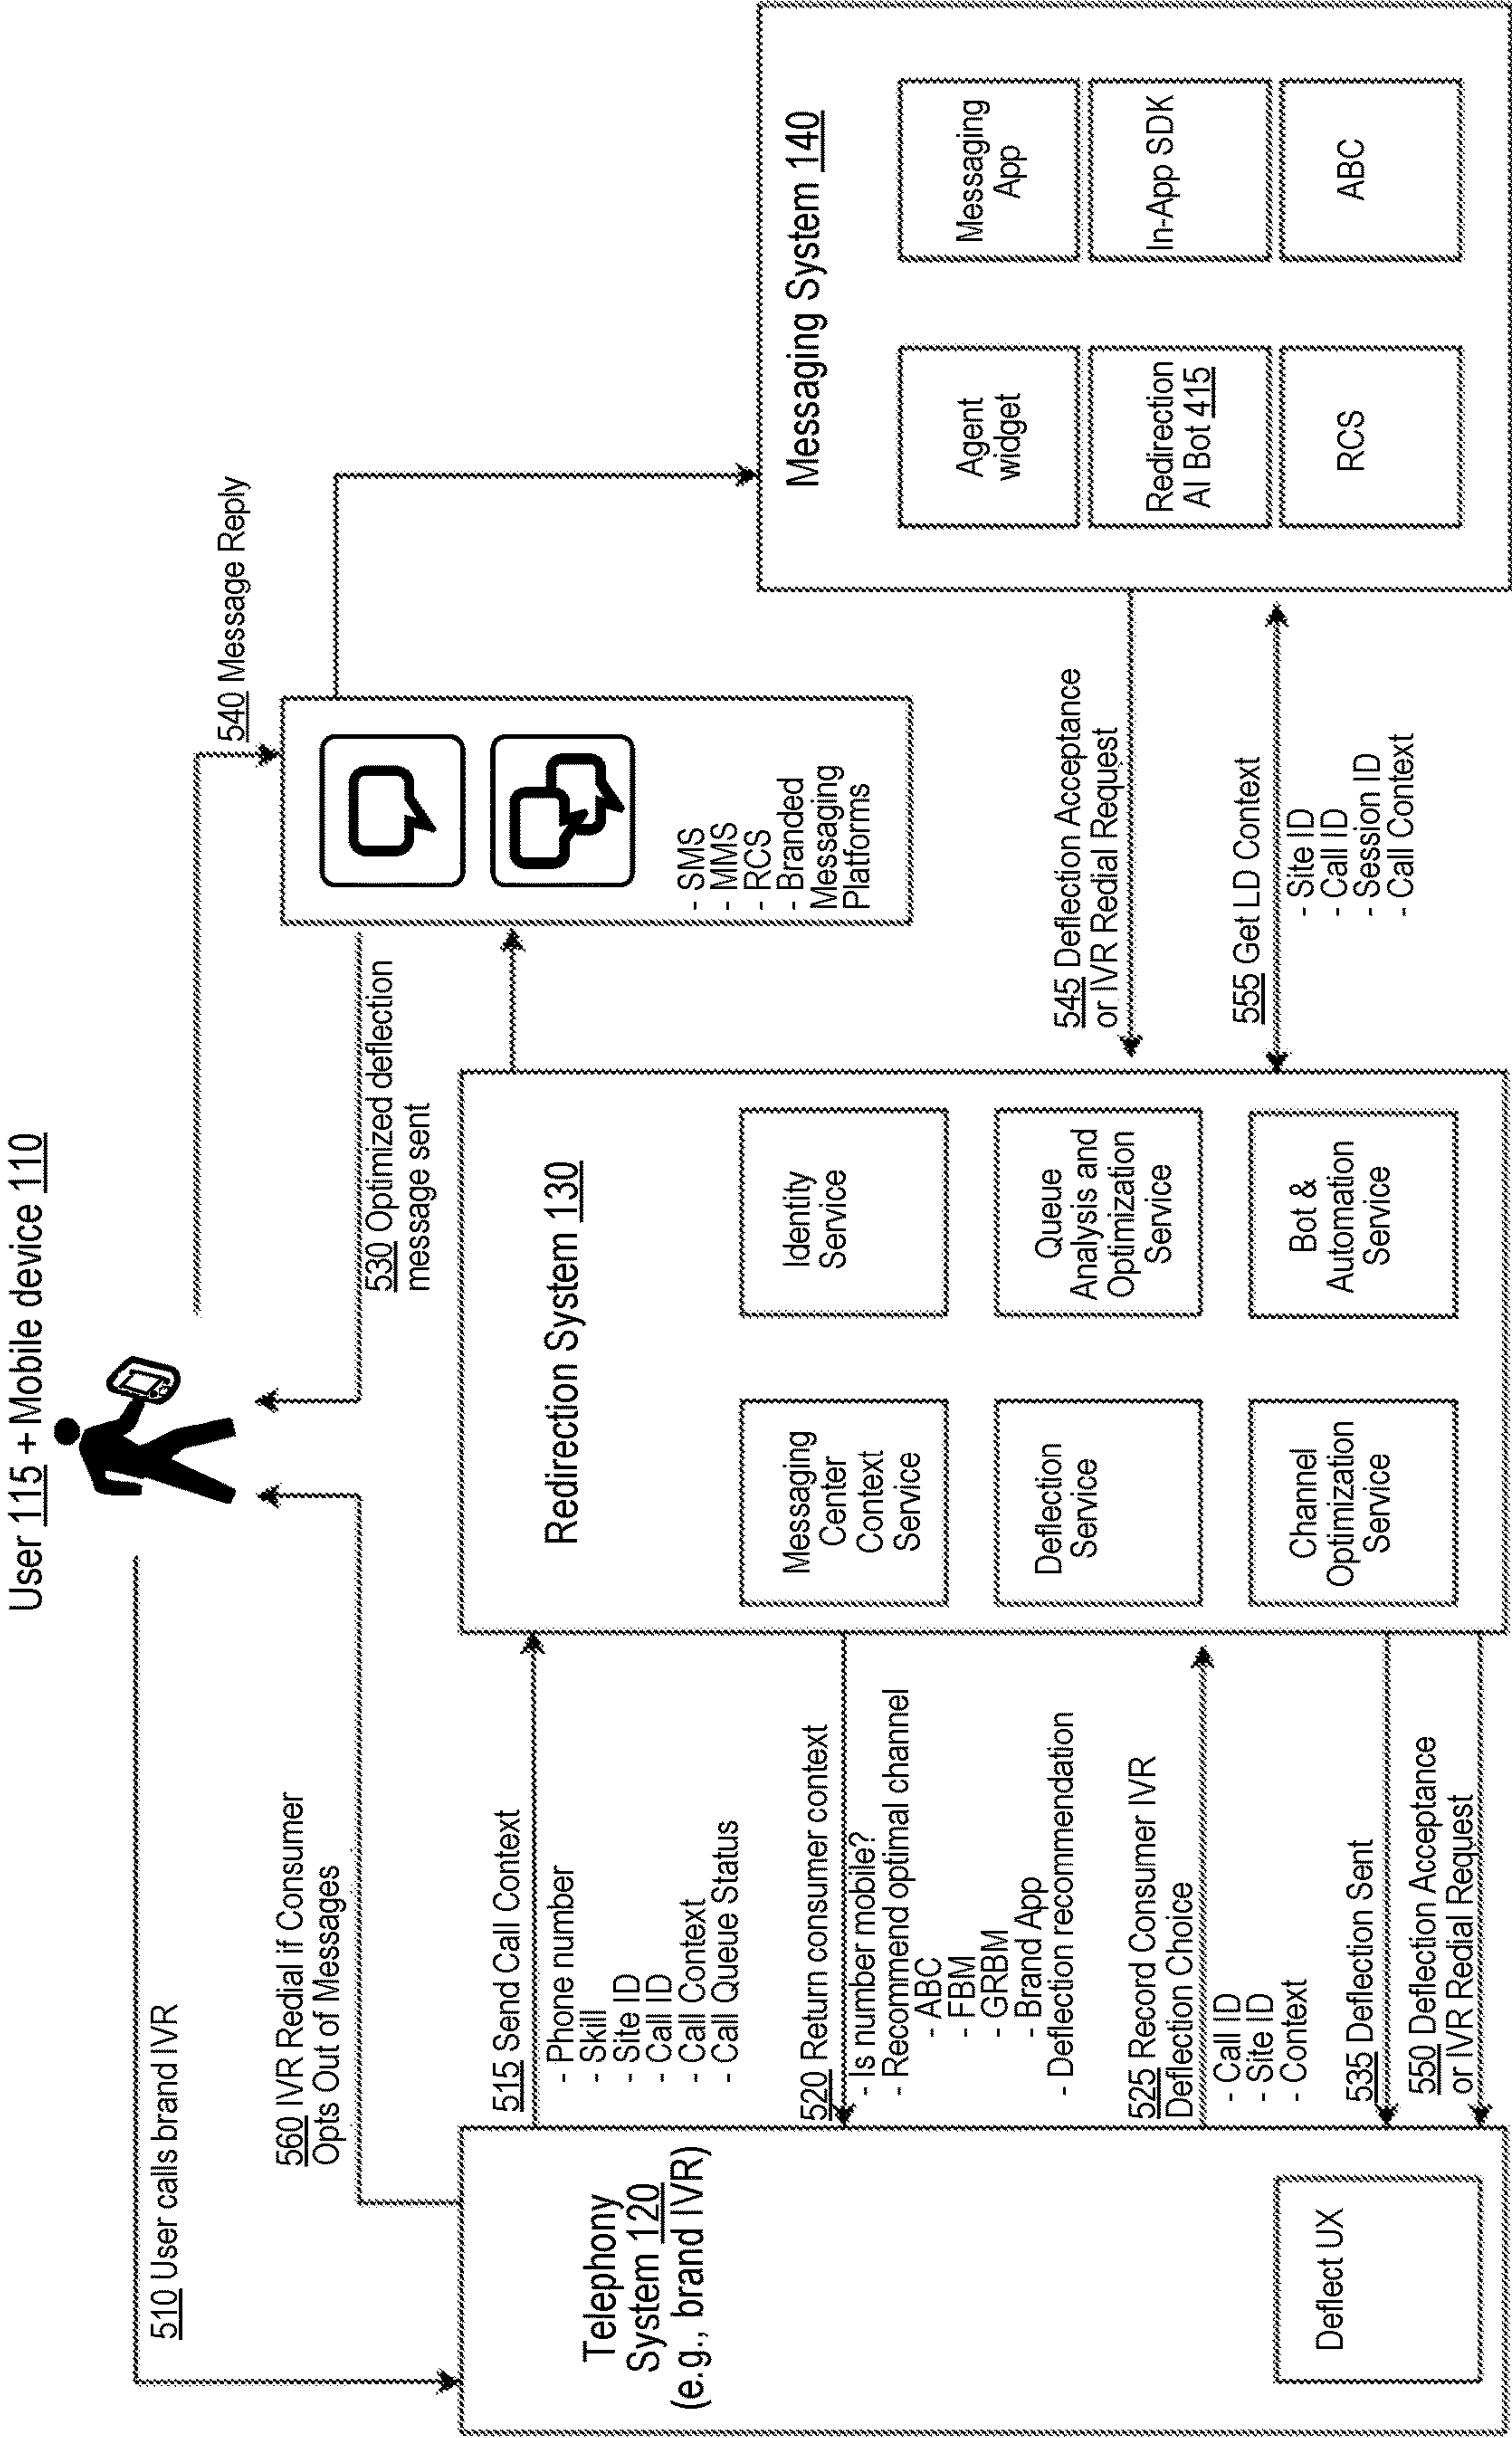 User 115 + Mobile device 110
510 User calls brand IVR
560 IVR Redial if Consumer
Opts Out of Messages
530 Optimized deflection
message sent
540 Message Reply
Telephony
System 120
(e.g., brand IVR)
Deflect UX
515 Send Call Context
- Phone number
- Skill
- Site ID
- Call ID
- Call Context
- Call Queue Status
520 Return consumer context
- Is number mobile?
- Recommend optimal channel
- ABC
- FBM
- GRBM
- Brand App
- Deflection recommendation
525 Record Consumer IVR
Deflection Choice
- Call ID
- Site ID
- Context
535 Deflection Sent
550 Deflection Acceptance
or IVR Redial Request
Redirection System 130
Messaging
Center
Context
Service
Identity
Service
Deflection
Service
Queue
Analysis and
Optimization
Service
Channel
Optimization
Service
Bot &
Automation
Service
- SMS
- MMS
- RCS
- Branded
Messaging
Platforms
545 Deflection Acceptance
or IVR Redial Request
555 Get LD Context
- Site ID
- Call ID
- Session ID
- Call Context
Messaging System 140
Agent
widget
Messaging
App
Redirection
AI Bot 415
In-App SDK
RCS
ABC